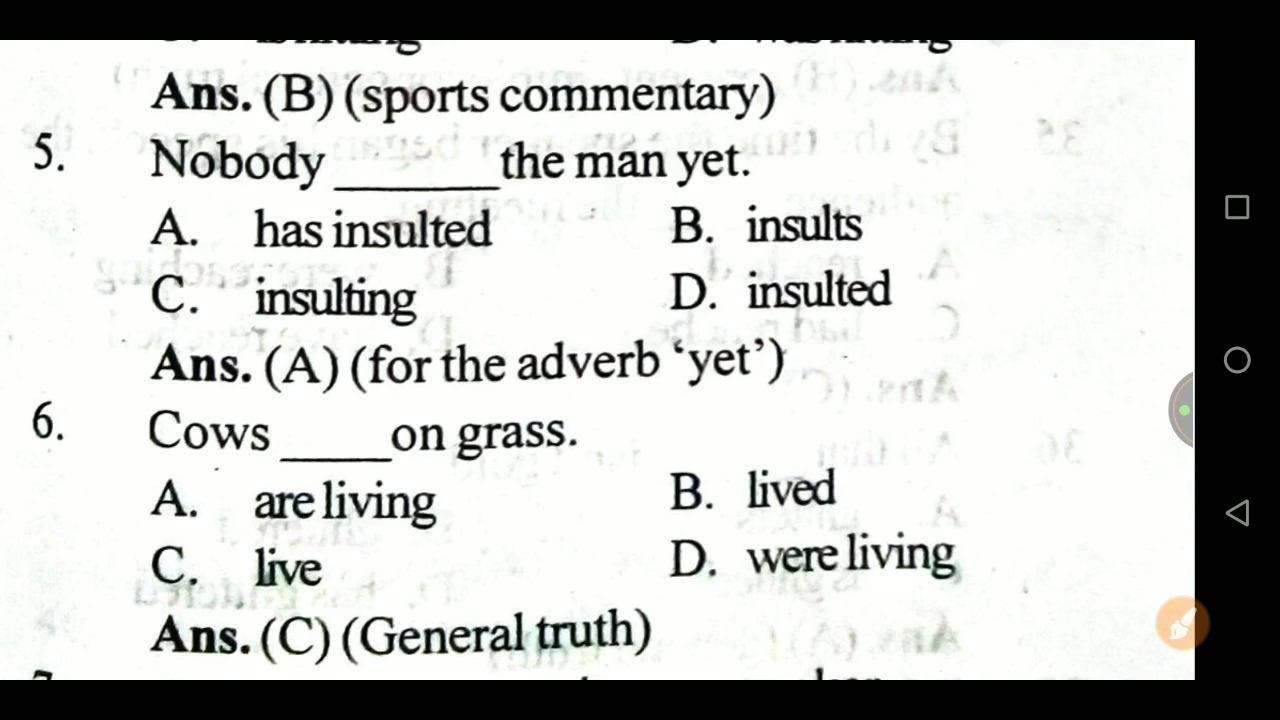 Ans. (B) (sports commentary)
5. Nobody ______ the man yet.
A. has insulted B. insults
C. insulting D. insulted
Ans. (A) (for the adverb ‘yet’)
6. Cows ____ on grass.
A. are living B. lived
C. live D. were living
Ans. (C) (General truth)